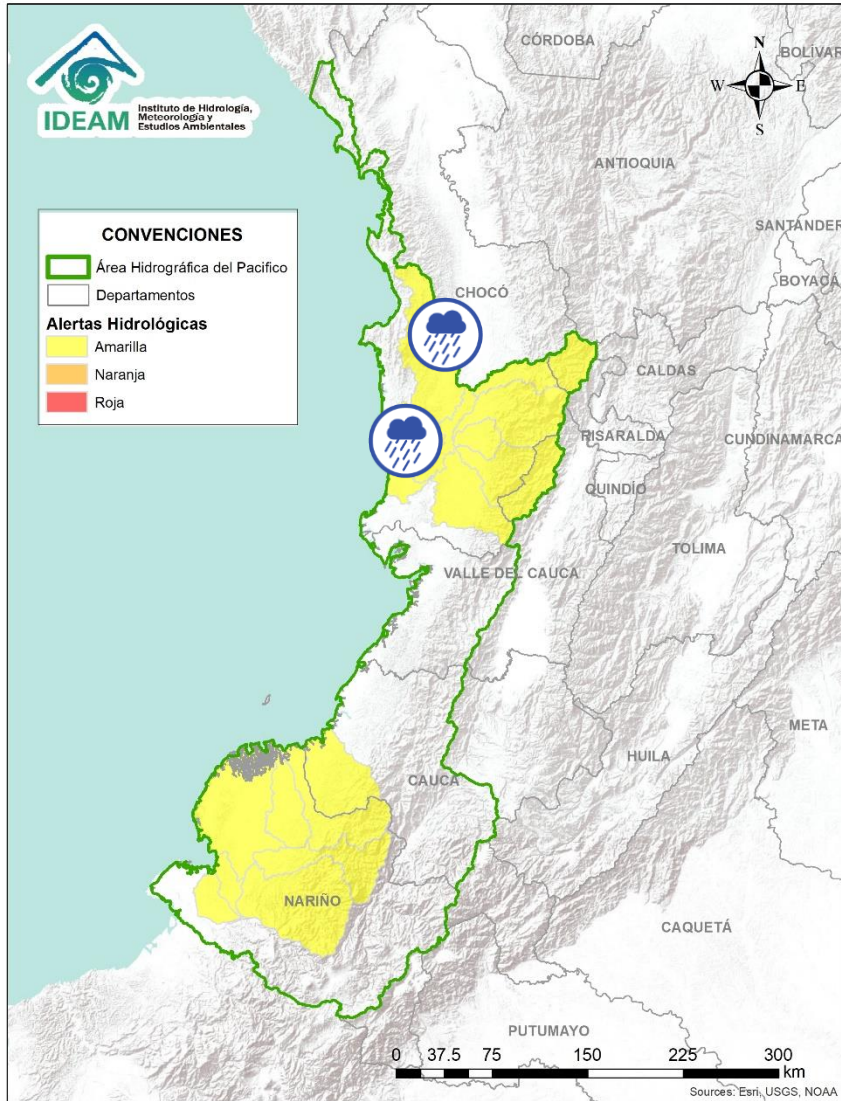 IDEAM
Instituto de Hidrología,
Meteorología y
Estudios Ambientales
CÓRDOBA
BOLÍVAR
N
W
E
S
ANTIOQUIA
SANTANDER
BOYACÁ
CONVENCIONES
Área Hidrográfica del Pacifico
Departamentos
Alertas Hidrológicas
Amarilla
Naranja
Roja
CHOCÓ
CALDAS
RISARALDA
CUNDINAMARCA
QUINDÍO
TOLIMA
VALLE DEL CAUCA
META
HUILA
CAUCA
NARIÑO
CAQUETÁ
PUTUMAYO
0 37.5 75 150 225 300
km
Sources: Esri, USGS, NOAA